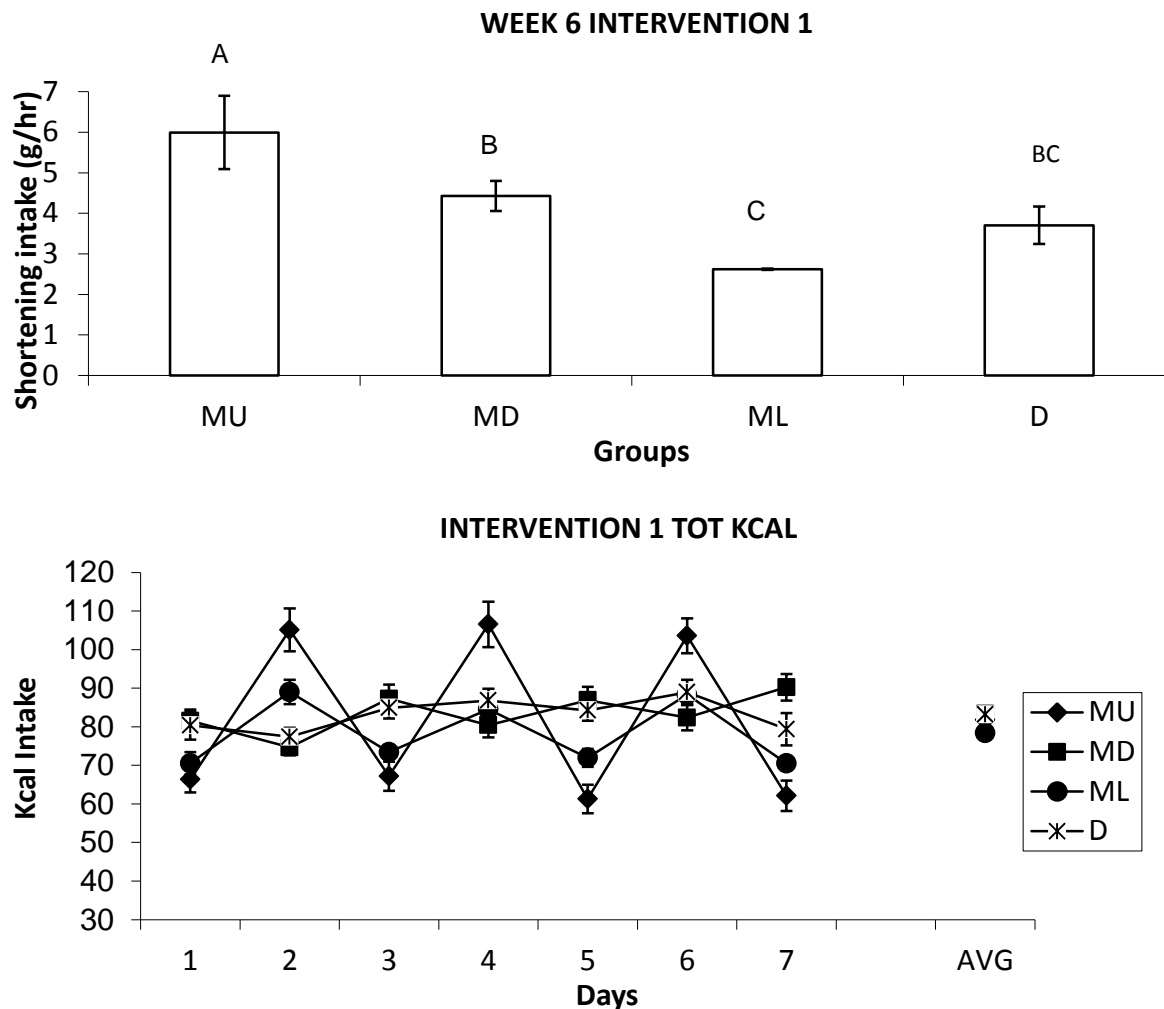 WEEK 6 INTERVENTION 1
A
B
C
BC
Shortening intake (g/hr)
7
6
5
4
3
2
1
0
MU MD ML D
Groups
INTERVENTION 1 TOT KCAL
Kcal Intake
120
110
100
90
80
70
60
50
40
30
1 2 3 4 5 6 7 AVG
Days
MU
MD
ML
D